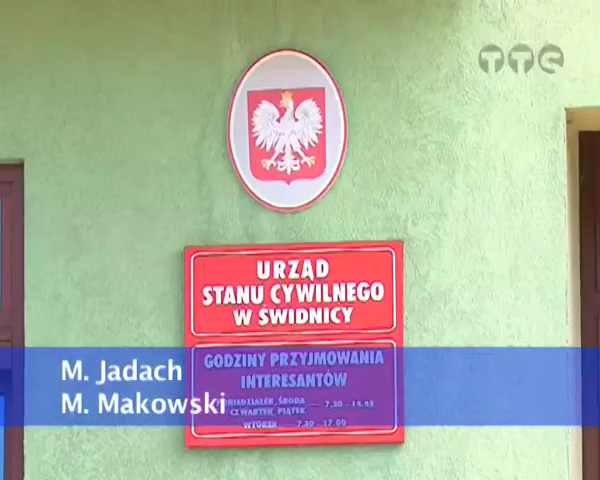 TTS
URZĄD
STANU CYWILNEGO
W ŚWIDNICY
GODZINY PRZYJMOWANIA
INTERESANTÓW
PONIEDZIAŁEK, ŚRODA
CZWARTEK, PIĄTEK — 7,30 - 14,45
WTOREK — 7,30 - 17.00
M. Jadach
M. Makowski